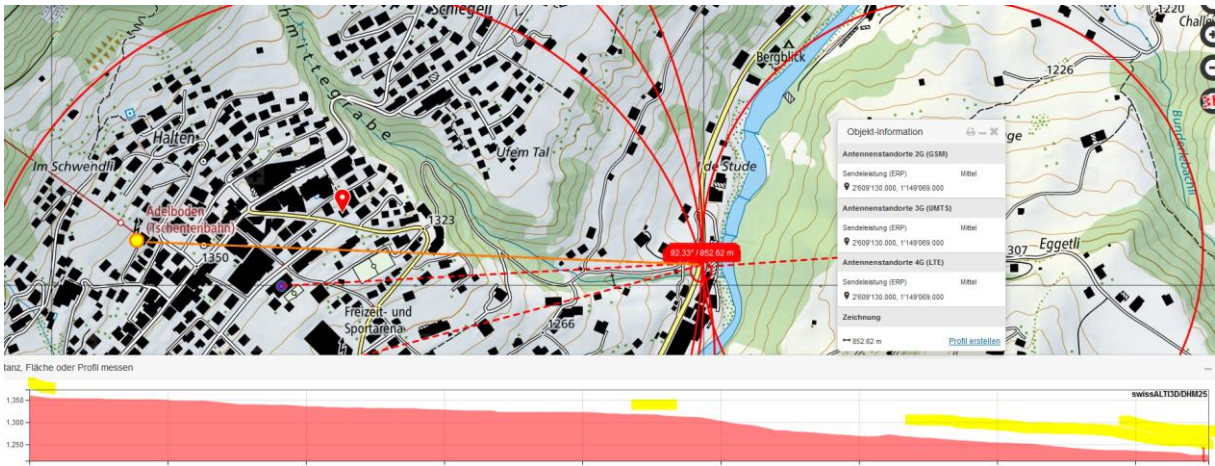 Schlegeli
1220
hmittegrabe
Bergblick
1226
Halten
Im Schwendli
Ufem Tal
de Stude
Bunderlebachli
Adelboden
(Tschentenbahn)
1323
1350
92.33° / 852.62 m
307
Eggetli
Freizeit- und
Sportarena
1266
Objekt-Information
Antennenstandorte 2G (GSM)
Sendeleistung (ERP) Mittel
2'609'130.000, 1'149'069.000
Antennenstandorte 3G (UMTS)
Sendeleistung (ERP) Mittel
2'609'130.000, 1'149'069.000
Antennenstandorte 4G (LTE)
Sendeleistung (ERP) Mittel
2'609'130.000, 1'149'069.000
Zeichnung
852.62 m Profil erstellen
tanz, Fläche oder Profil messen
swissALTI3D/DHM25
1,350
1,300
1,250